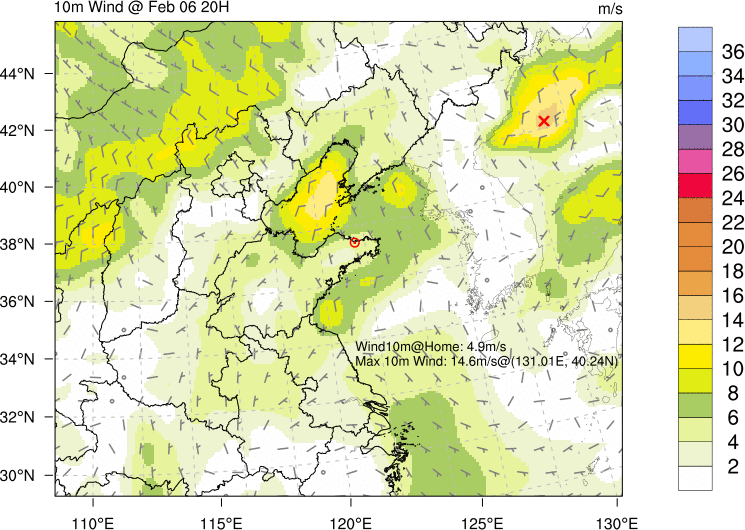 10m Wind @ Feb 06 20H
m/s
44°N
42°N
40°N
38°N
36°N
34°N
32°N
30°N
Wind10m@Home: 4.9m/s
Max 10m Wind: 14.6m/s@(131.01E, 40.24N)
110°E
115°E
120°E
125°E
130°E
36
34
32
30
28
26
24
22
20
18
16
14
12
10
8
6
4
2